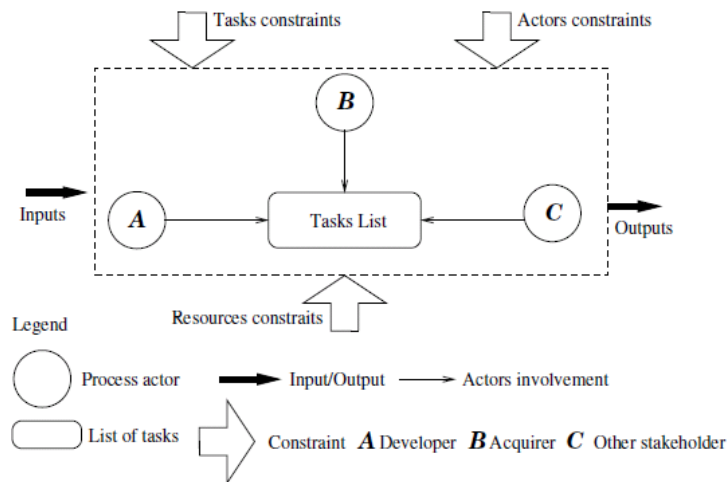 Tasks constraints
Actors constraints
B
Inputs
A
Tasks List
C
Outputs
Resources constraits
Legend
Process actor
Input/Output
Actors involvement
List of tasks
Constraint A Developer B Acquirer C Other stakeholder